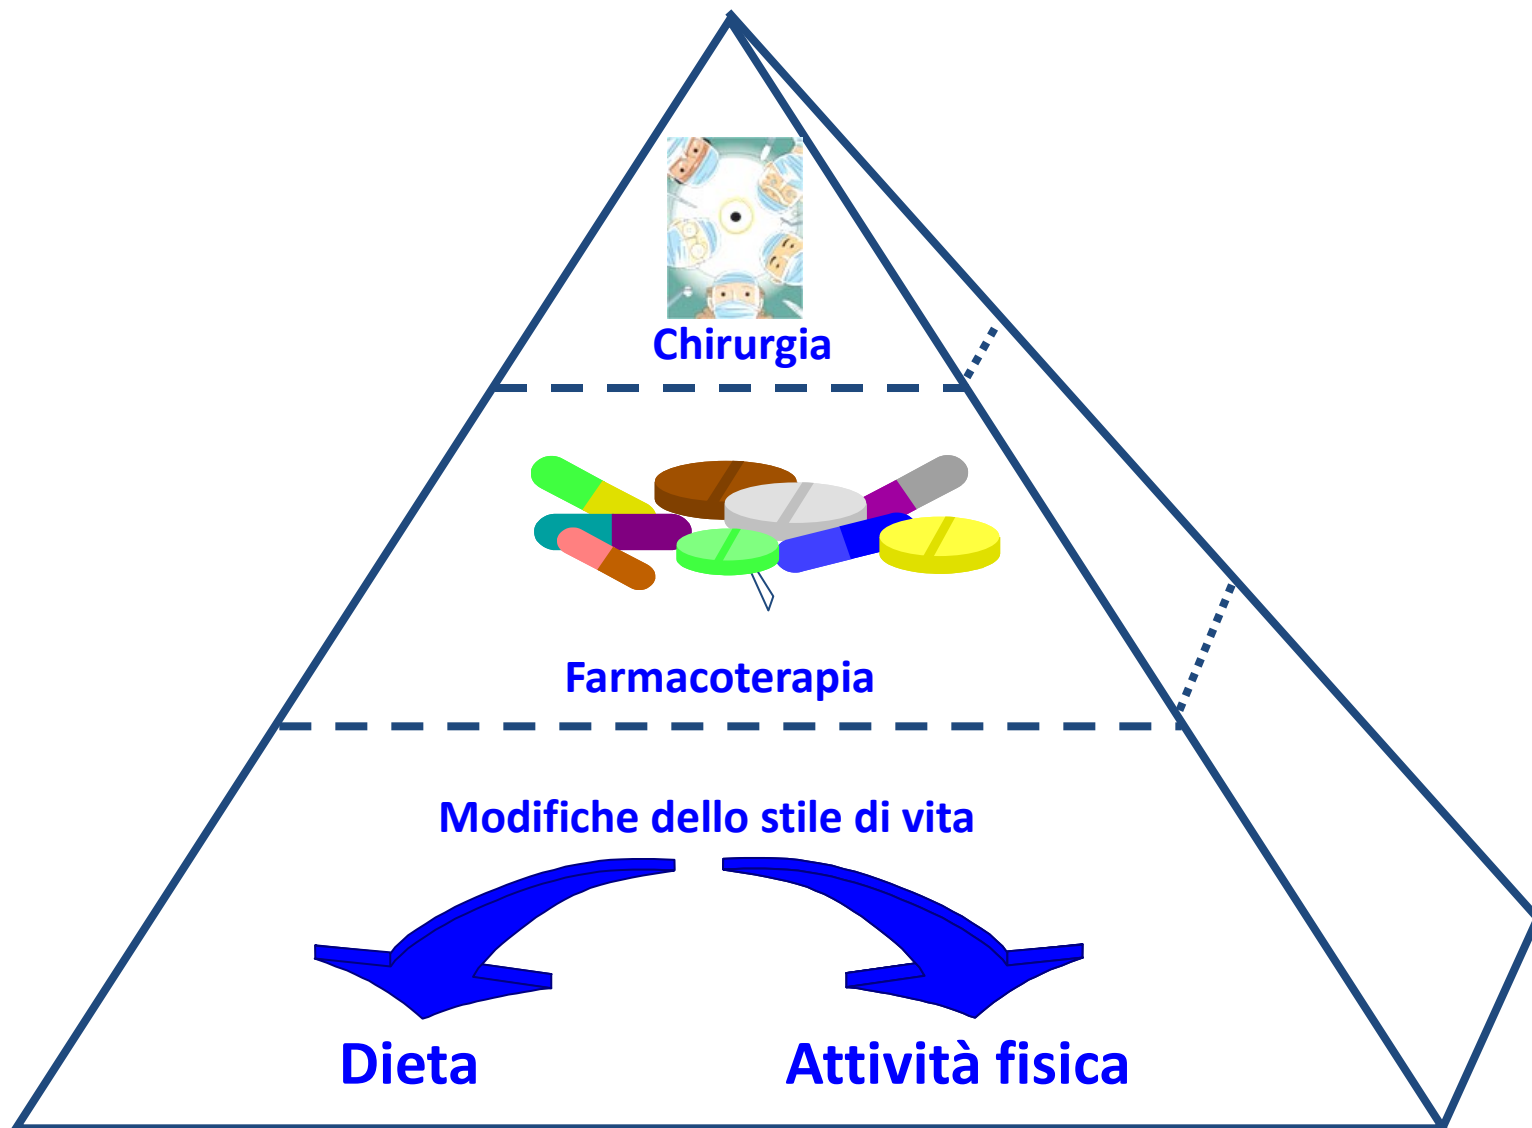 Chirurgia
Farmacoterapia
Modifiche dello stile di vita
Dieta
Attività fisica